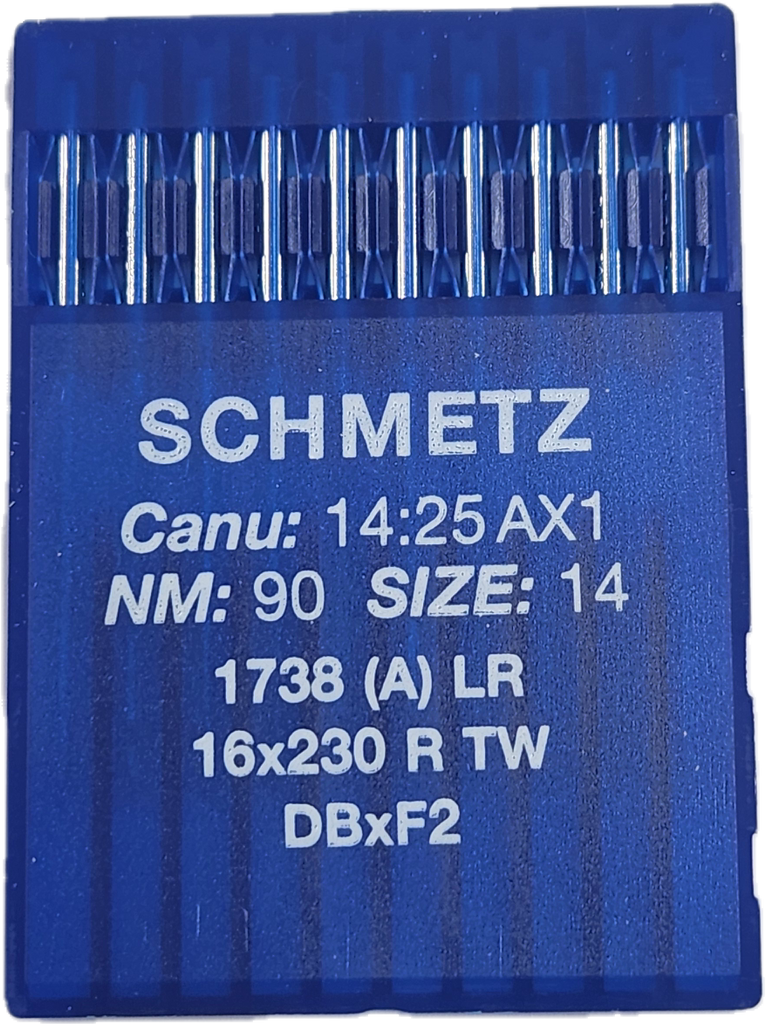 SCHMETZ
Canu: 14:25 AX1
NM: 90 SIZE: 14
1738 (A) LR
16x230 R TW
DBxF2